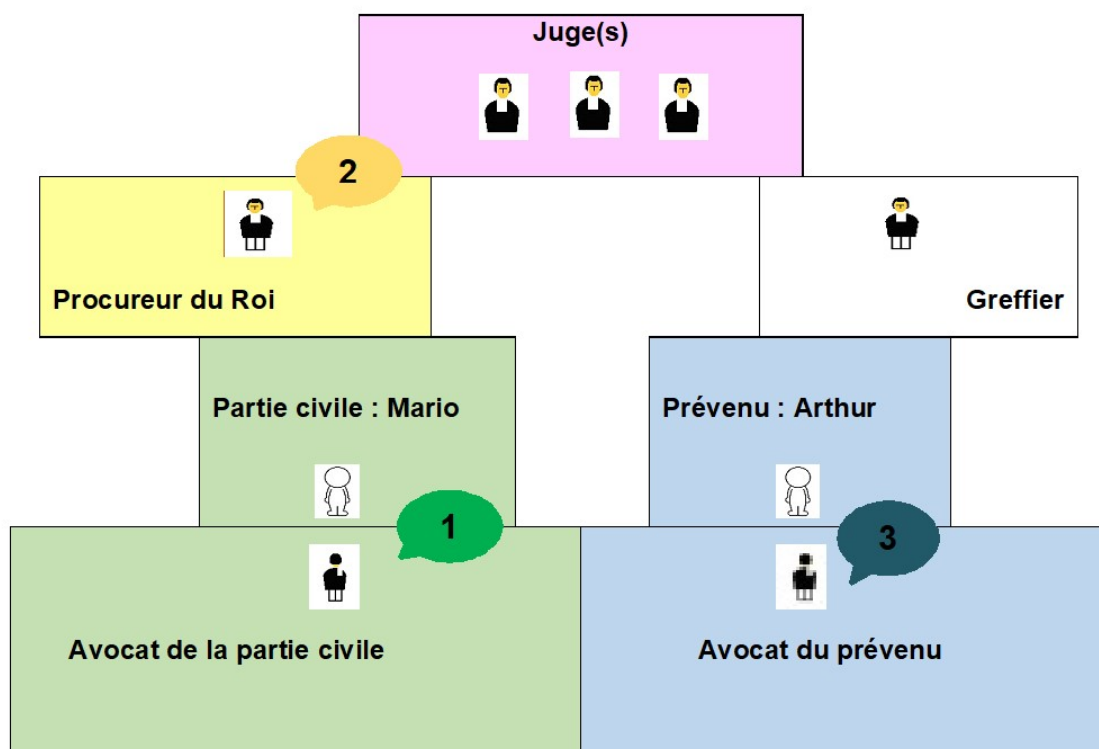 Juge(s)
2
Procureur du Roi
Greffier
Partie civile : Mario
Prévenu : Arthur
1
3
Avocat de la partie civile
Avocat du prévenu